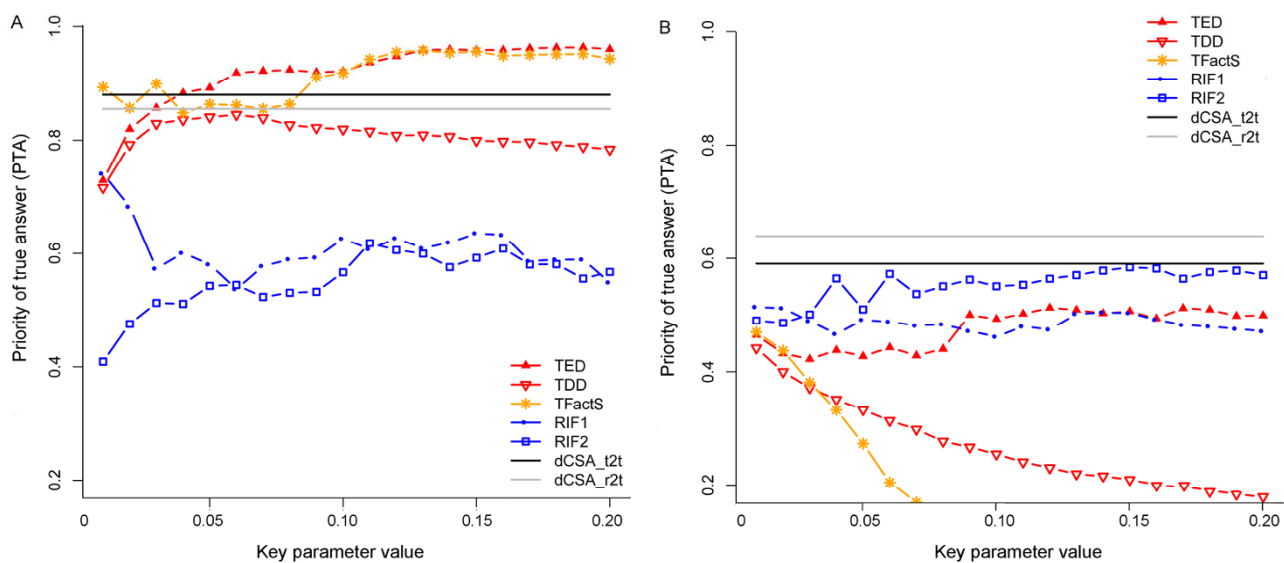 A
Priority of true answer (PTA)
1.0
0.8
0.6
0.4
0.2
TED
TDD
TFactS
RIF1
RIF2
dCSA_t2t
dCSA_r2t
0
0.05
0.10
0.15
0.20
Key parameter value
B
Priority of true answer (PTA)
1.0
0.8
0.6
0.4
0.2
TED
TDD
TFactS
RIF1
RIF2
dCSA_t2t
dCSA_r2t
0
0.05
0.10
0.15
0.20
Key parameter value